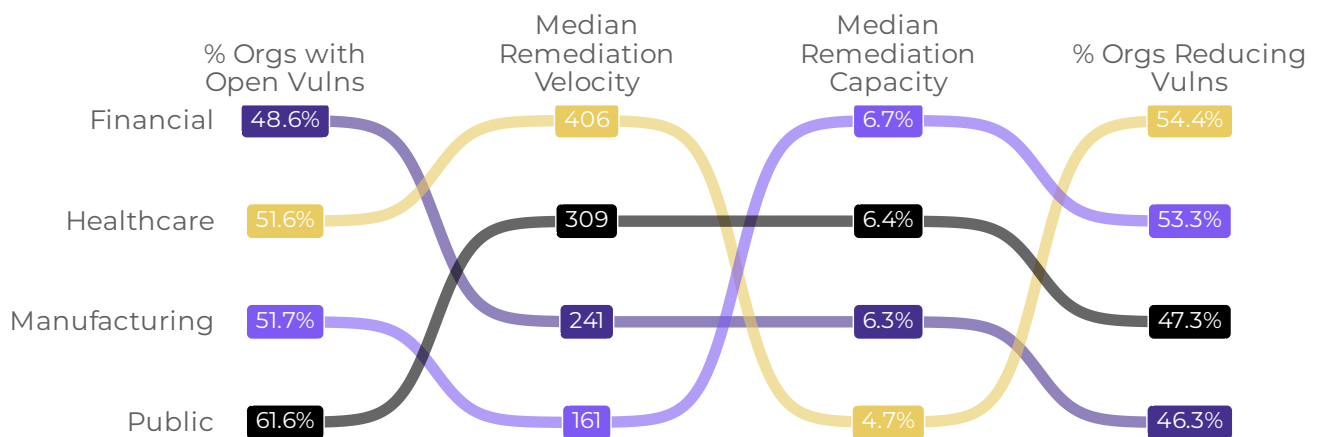 % Orgs with
Open Vulns
Median
Remediation
Velocity
Median
Remediation
Capacity
% Orgs Reducing
Vulns
Financial 48.6% 406 6.7% 54.4%
Healthcare 51.6% 309 6.4% 53.3%
Manufacturing 51.7% 241 6.3% 47.3%
Public 61.6% 161 4.7% 46.3%